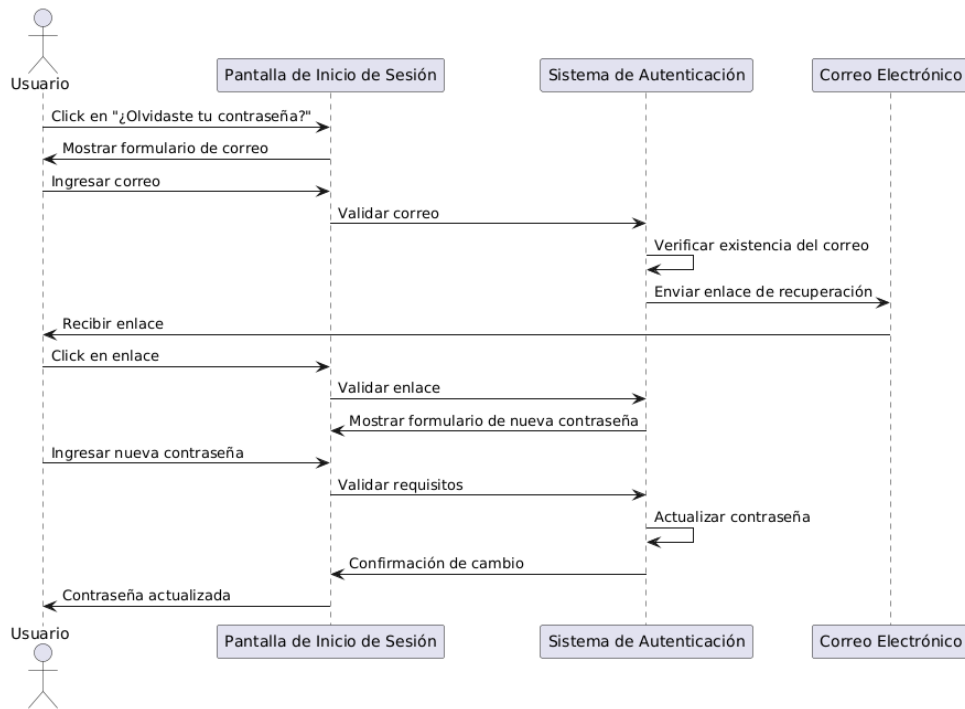 Usuario
Pantalla de Inicio de Sesión
Sistema de Autenticación
Correo Electrónico
Click en "¿Olvidaste tu contraseña?"
Mostrar formulario de correo
Ingresar correo
Validar correo
Verificar existencia del correo
Enviar enlace de recuperación
Recibir enlace
Click en enlace
Validar enlace
Mostrar formulario de nueva contraseña
Ingresar nueva contraseña
Validar requisitos
Actualizar contraseña
Confirmación de cambio
Contraseña actualizada
Usuario
Pantalla de Inicio de Sesión
Sistema de Autenticación
Correo Electrónico